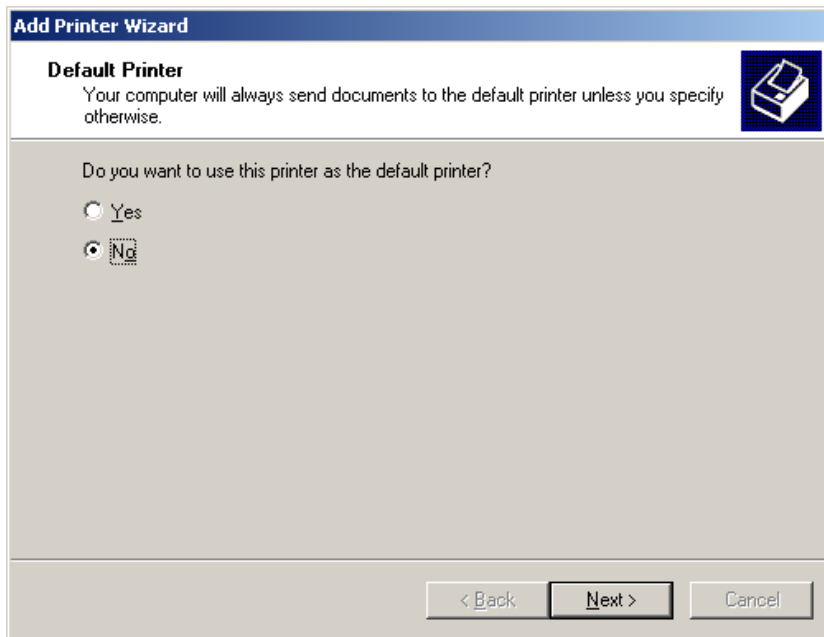 Add Printer Wizard
Default Printer
Your computer will always send documents to the default printer unless you specify
otherwise.
Do you want to use this printer as the default printer?
Yes
No
< Back
Next >
Cancel